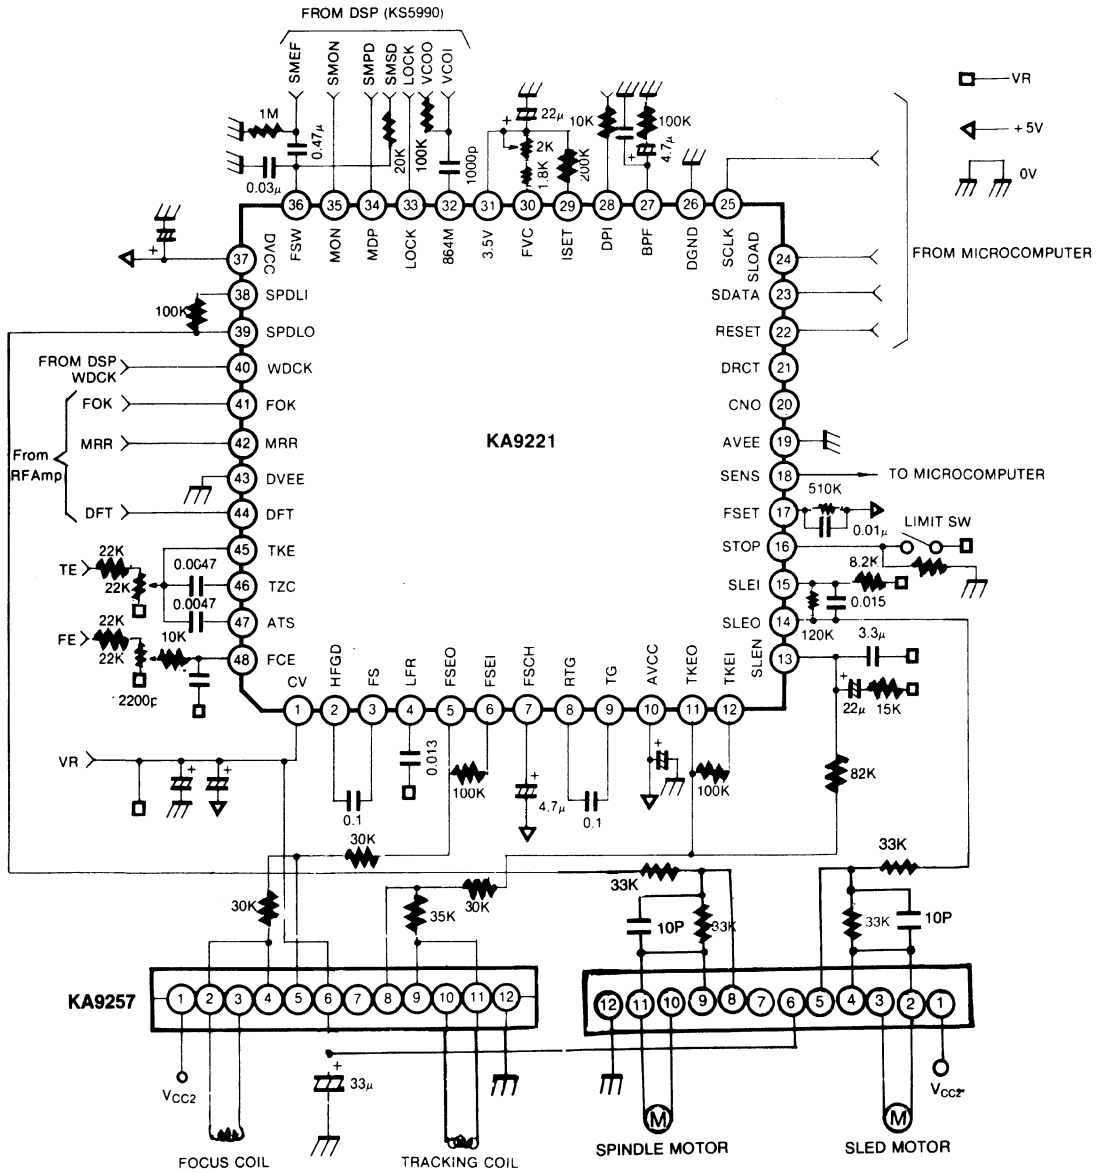 FROM DSP (KS5990)
SMEF
SMON
SMPD
SMSD
LOCK
VCOO
VCOI
VR
+5V
0V
1M
0.47μ
0.03μ
20K
100K
1000p
22μ
2K
1.8K
200K
10K
100K
4.7μ
36 35 34 33 32 31 30 29 28 27 26 25
DVCC
FSW
MON
MDP
LOCK
864M
3.5V
FVC
ISET
DPI
BPF
DGND
SCLK
SLOAD
FROM MICROCOMPUTER
37
24
38 SPDLI
SDATA 23
100K
39 SPDLO
RESET 22
FROM DSP
WDCK
40 WDCK
DRCT 21
FOK
41 FOK
CNO 20
KA9221
MRR
42 MRR
AVEE 19
From
RFAmp
43 DVEE
SENS 18
TO MICROCOMPUTER
DFT
44 DFT
FSET 17
510K
0.01μ
LIMIT SW
45 TKE
STOP 16
22K
TE
22K
0.0047
46 TZC
SLEI 15
8.2K
0.015
0.0047
47 ATS
SLEO 14
120K
22K
FE
22K
10K
48 FCE
SLEN
13
3.3μ
2200p
22μ
15K
CV
HFGD
FS
LFR
FSEO
FSEI
FSCH
RTG
TG
AVCC
TKEO
TKEI
1 2 3 4 5 6 7 8 9 10 11 12
VR
0.013
100K
4.7μ
100K
82K
0.1
0.1
30K
33K
33K
30K
35K
30K
10P
33K
33K
10P
KA9257
1 2 3 4 5 6 7 8 9 10 11 12
12 11 10 9 8 7 6 5 4 3 2 1
VCC2
33μ
VCC2
M
M
SPINDLE MOTOR
SLED MOTOR
FOCUS COIL
TRACKING COIL